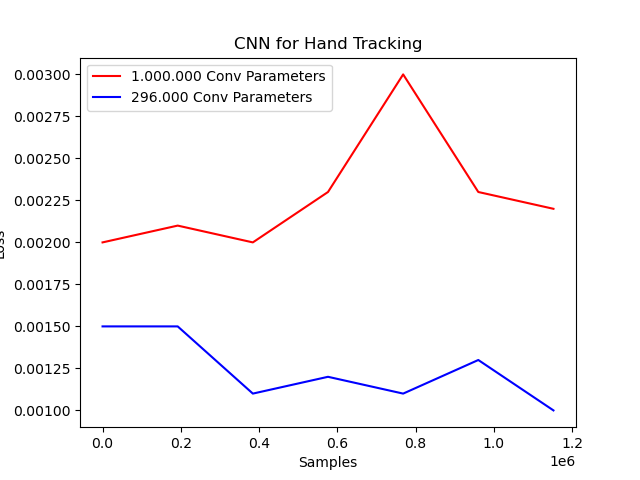 CNN for Hand Tracking
1.000.000 Conv Parameters
296.000 Conv Parameters
0.00300
0.00275
0.00250
0.00225
0.00200
0.00175
0.00150
0.00125
0.00100
Loss
0.0 0.2 0.4 0.6 0.8 1.0 1.2
1e6
Samples